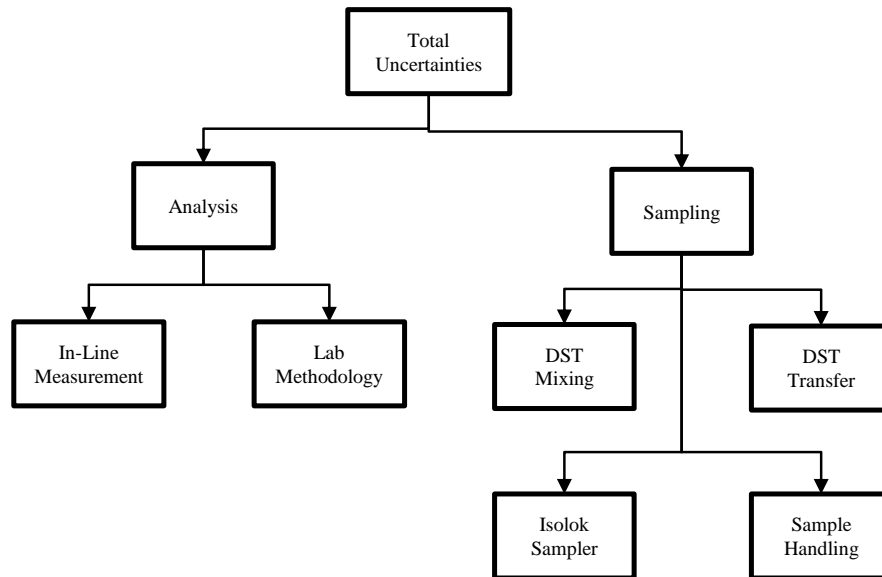 Total
Uncertainties
Analysis
Sampling
In-Line
Measurement
Lab
Methodology
DST
Mixing
DST
Transfer
Isolok
Sampler
Sample
Handling